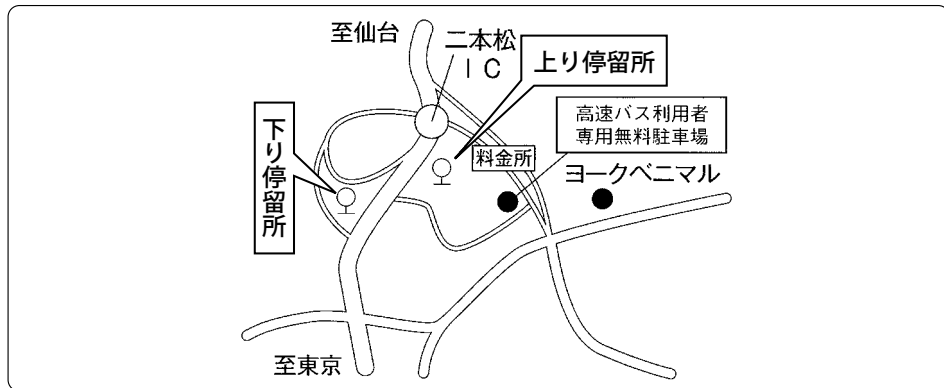 至仙台
二本松
IC
上り停留所
高速バス利用者
専用無料駐車場
下り停留所
料金所
ヨークベニマル
至東京